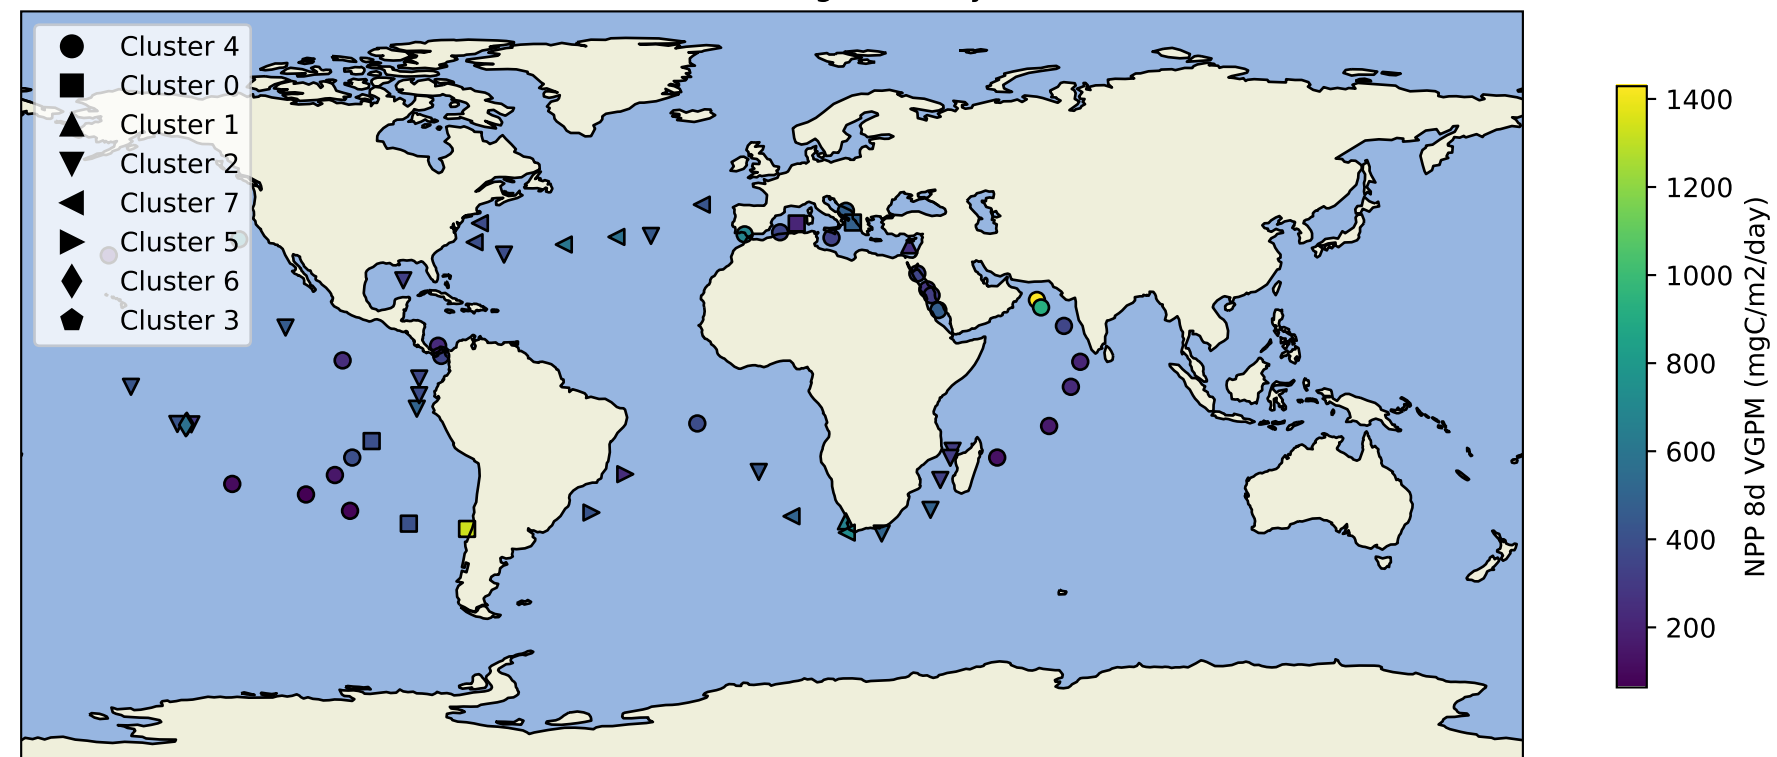 Cluster 4
Cluster 0
Cluster 1
Cluster 2
Cluster 7
Cluster 5
Cluster 6
Cluster 3
1400
1200
1000
800
600
400
200
NPP 8d VGPM (mgC/m2/day)